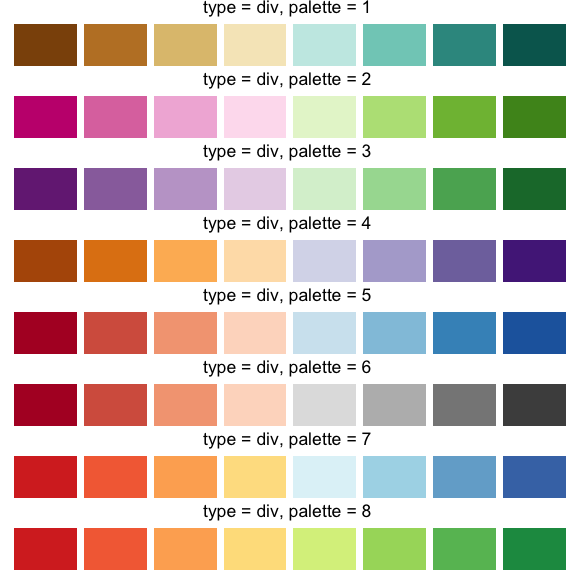 type = div, palette = 1
type = div, palette = 2
type = div, palette = 3
type = div, palette = 4
type = div, palette = 5
type = div, palette = 6
type = div, palette = 7
type = div, palette = 8